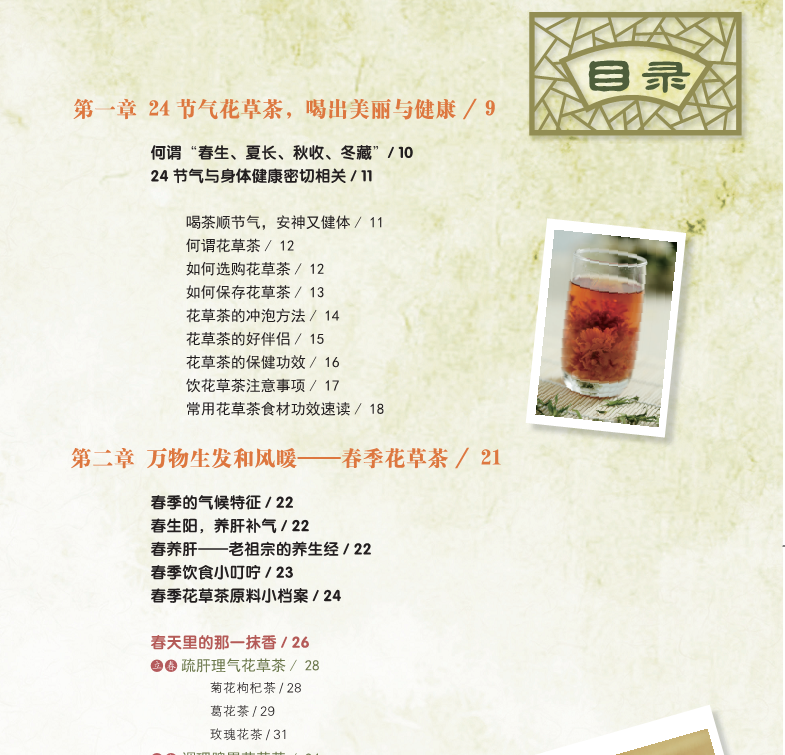 目录
第一章 24 节气花草茶，喝出美丽与健康 / 9
何谓“春生、夏长、秋收、冬藏” / 10
24 节气与身体健康密切相关 / 11
喝茶顺节气，安神又健体 / 11
何谓花草茶 / 12
如何选购花草茶 / 12
如何保存花草茶 / 13
花草茶的冲泡方法 / 14
花草茶的好伴侣 / 15
花草茶的保健功效 / 16
饮花草茶注意事项 / 17
常用花草茶食材功效速读 / 18
第二章 万物生发和风暖——春季花草茶 / 21
春季的气候特征 / 22
春生阳，养肝补气 / 22
春养肝——老祖宗的养生经 / 22
春季饮食小叮咛 / 23
春季花草茶原料小档案 / 24
春天里的那一抹香 / 26
立春 疏肝理气花草茶 / 28
菊花枸杞茶 / 28
葛花茶 / 29
玫瑰花茶 / 31